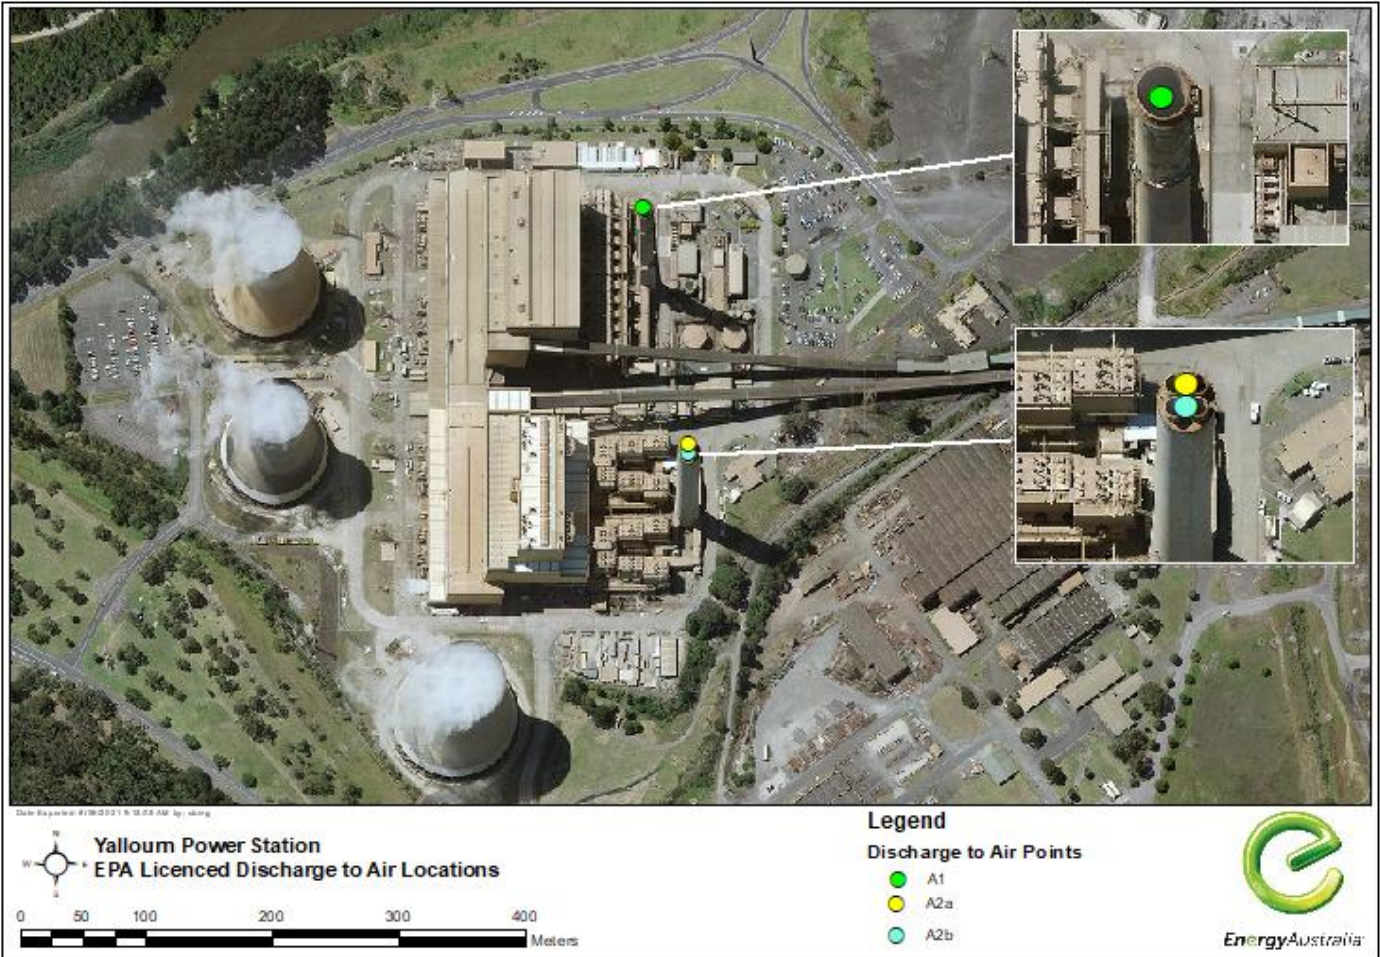 Yallourn Power Station
EPA Licenced Discharge to Air Locations
N
W
0 50 100 200 300 400
Meters
Legend
Discharge to Air Points
A1
A2a
A2b
EnergyAustralia